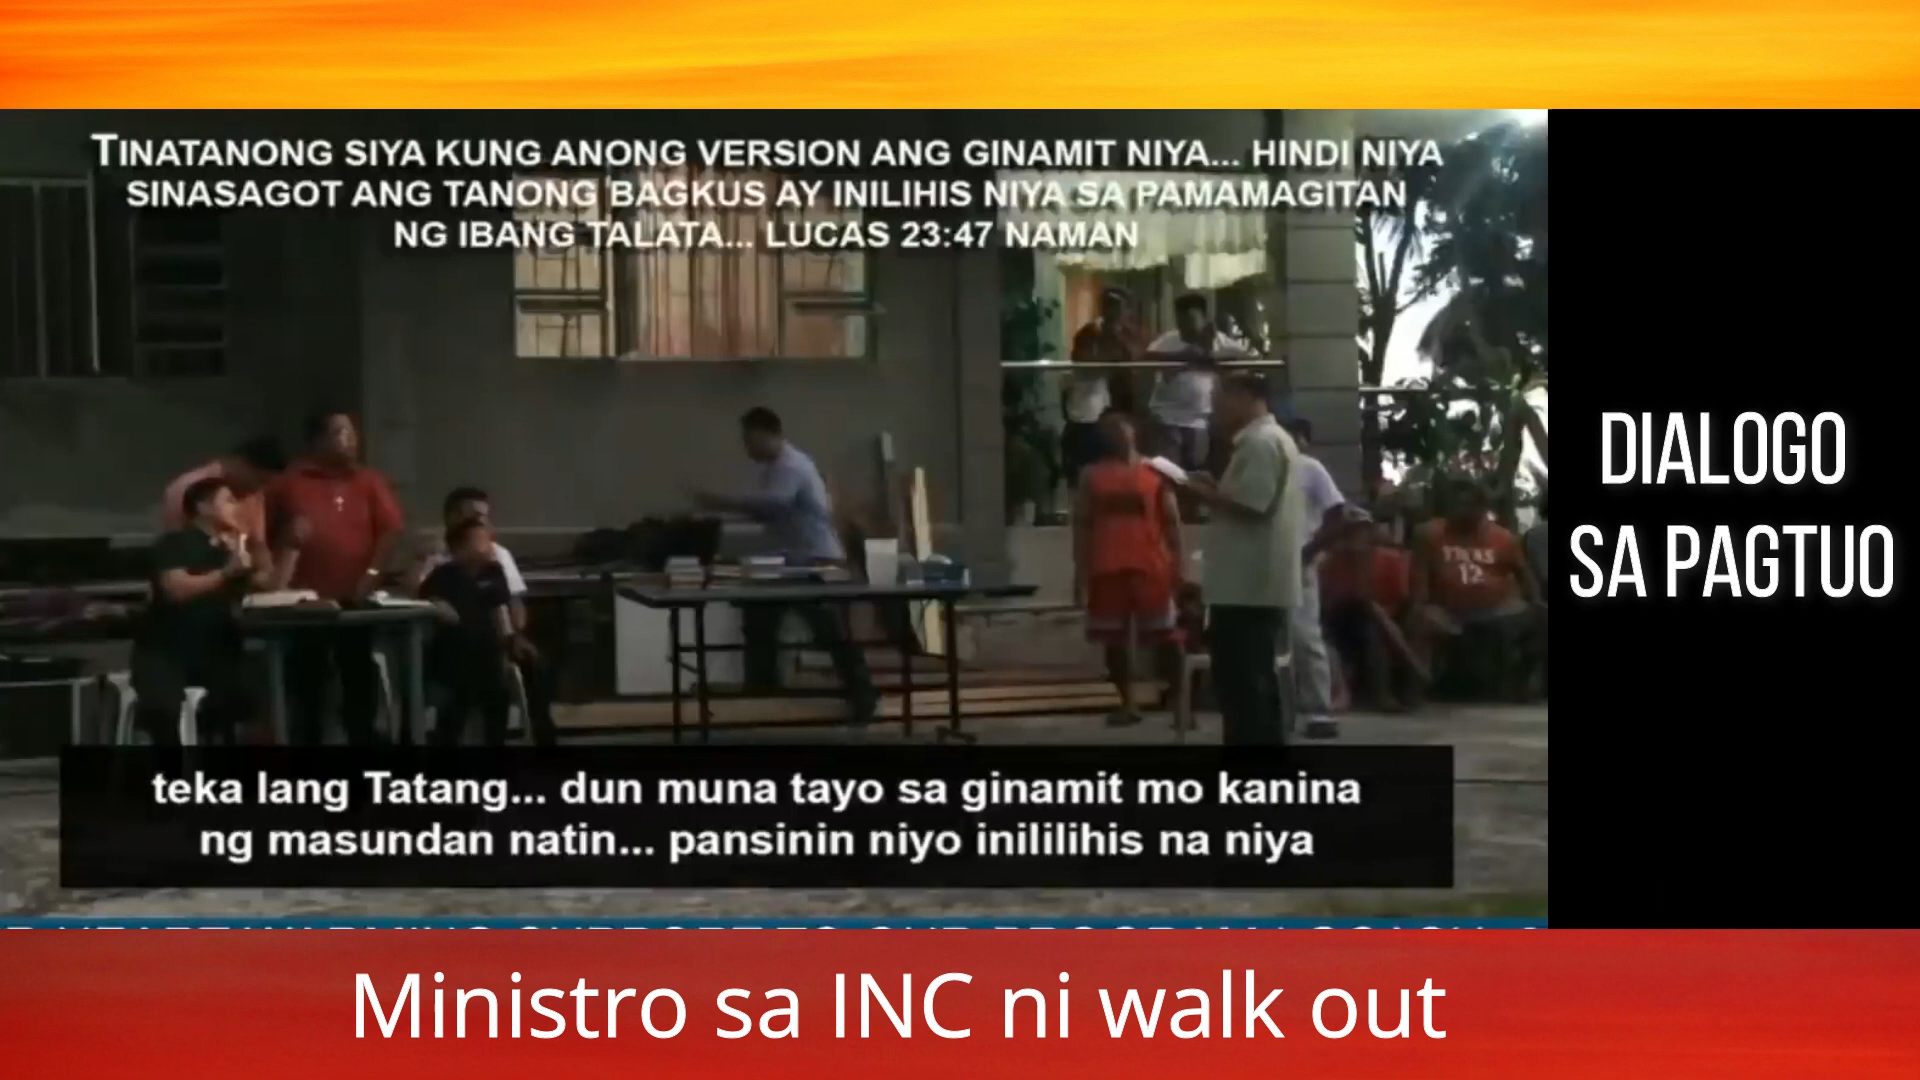 TINATANONG SIYA KUNG ANONG VERSION ANG GINAMIT NIYA... HINDI NIYA
SINASAGOT ANG TANONG BAGKUS AY INILIHIS NIYA SA PAMAMAGITAN
NG IBANG TALATA... LUCAS 23:47 NAMAN
DIALOGO
SA PAGTUO
12
teka lang Tatang... dun muna tayo sa ginamit mo kanina
ng masundan natin... pansinin niyo inililihis na niya
Ministro sa INC ni walk out